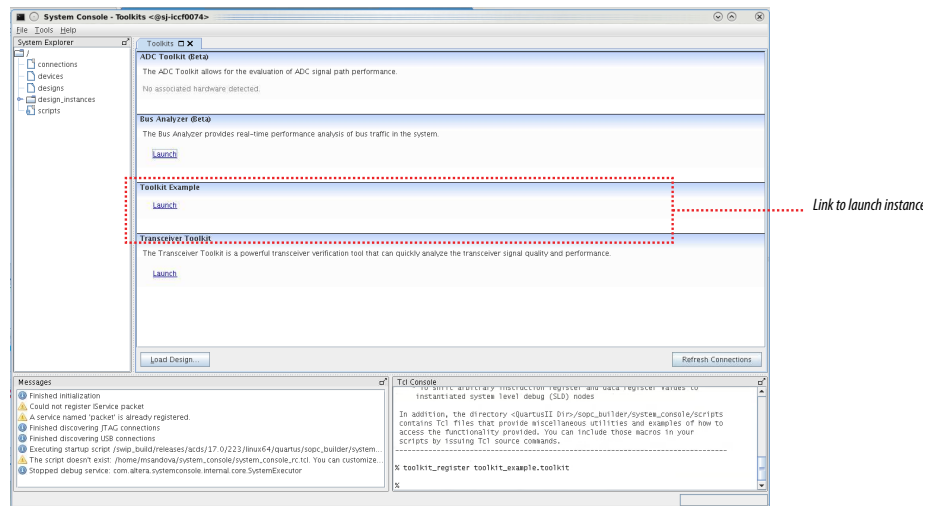 System Console - Toolkits <@sj-iccf0074>
File Tools Help
System Explorer
/
connections
devices
designs
design_instances
scripts
Toolkits
ADC Toolkit (Beta)
The ADC Toolkit allows for the evaluation of ADC signal path performance.
No associated hardware detected.
Bus Analyzer (Beta)
The Bus Analyzer provides real-time performance analysis of bus traffic in the system.
Launch
Toolkit Example
Launch
Link to launch instance
Transceiver Toolkit
The Transceiver Toolkit is a powerful transceiver verification tool that can quickly analyze the transceiver signal quality and performance.
Launch
Load Design...
Refresh Connections
Messages
Finished initialization
Could not register IService packet
A service named 'packet' is already registered.
Finished discovering JTAG connections
Finished discovering USB connections
Executing startup script /swip_build/releases/acds/17.0/223/linux64/quartus/sopc_builder/system...
The script doesn't exist: /home/msandova/system_console/system_console_rc.tcl. You can customize...
Stopped debug service: com.altera.systemconsole.internal.core.SystemExecutor
Tcl Console
* To shift arbitrary instruction register and data register values to
instantiated system level debug (SLD) nodes
In addition, the directory <QuartusII Dir>/sopc_builder/system_console/scripts
contains Tcl files that provide miscellaneous utilities and examples of how to
access the functionality provided. You can include those macros in your
scripts by issuing Tcl source commands.
--------------------------------------------------------------------------------
% toolkit_register toolkit_example.toolkit
%